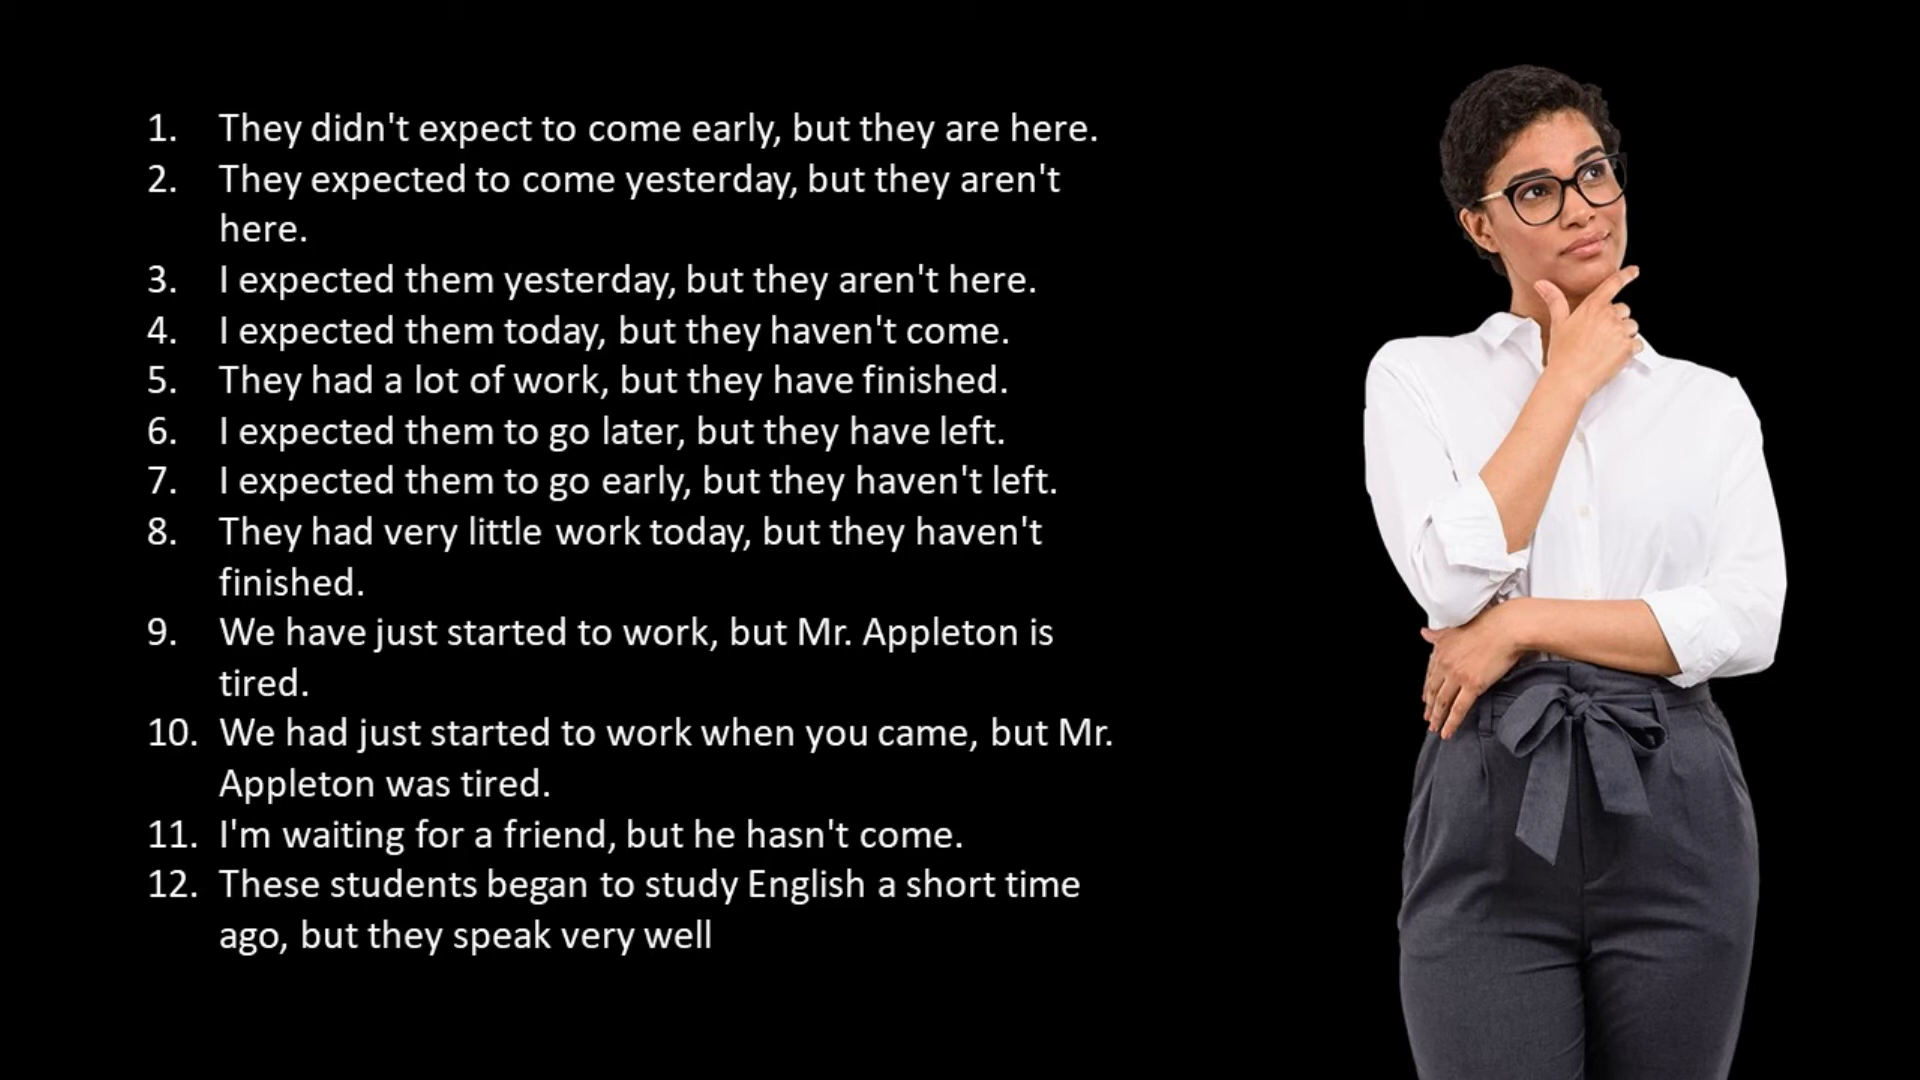 1. They didn't expect to come early, but they are here.
2. They expected to come yesterday, but they aren't
here.
3. I expected them yesterday, but they aren't here.
4. I expected them today, but they haven't come.
5. They had a lot of work, but they have finished.
6. I expected them to go later, but they have left.
7. I expected them to go early, but they haven't left.
8. They had very little work today, but they haven't
finished.
9. We have just started to work, but Mr. Appleton is
tired.
10. We had just started to work when you came, but Mr.
Appleton was tired.
11. I'm waiting for a friend, but he hasn't come.
12. These students began to study English a short time
ago, but they speak very well